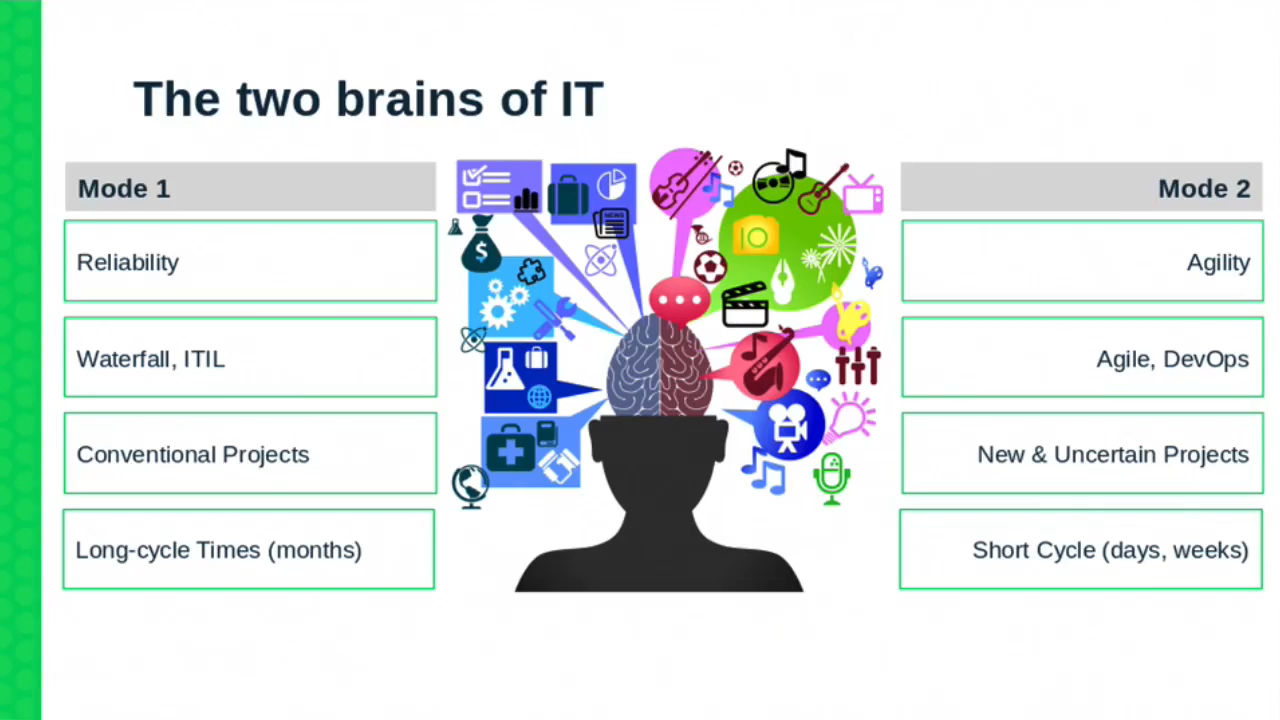 The two brains of IT
Mode 1
Reliability
Waterfall, ITIL
Conventional Projects
Long-cycle Times (months)
NEWS
$
Mode 2
Agility
Agile, DevOps
New & Uncertain Projects
Short Cycle (days, weeks)